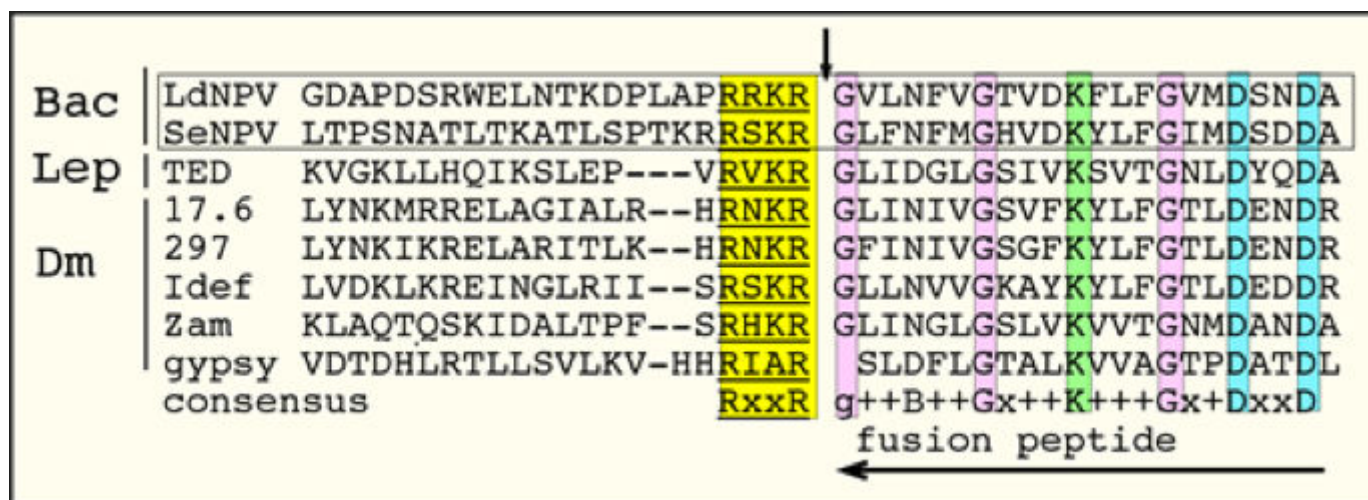 Bac
LdNPV GDAPDSRWELNTKDPLAPRRKR GVLNFVGTVDKFLFGVMDSNDA
SeNPV LTPSNATLTKATLSPTKRRSKR GLFNFMGHVDKYLFGIMDSDDA
Lep TED KVGKLLHQIKSLEP---VRVKR GLIDGLGSIVKSVTGNLDYQDA
Dm
17.6 LYNKMRRELAGIALR--HRNKR GLINIVGSVFKYLFGTLDENDR
297 LYNKIKRELARITLK--HRNKR GFINIVGSGFKYLFGTLDENDR
Idef LVDKLKREINGLRII--SRSKR GLLNVVGKAYKYLFGTLDEDDR
Zam KLAQTQSKIDALTPF--SRHKR GLINGLGSLVKVVTGNMDANDA
gypsy VDTDHLRTLLSVLKV-HHRIAR SLDFLGTALKVVAGTPDATDL
consensus RxxR g++B++Gx++K+++Gx+DxxD
fusion peptide